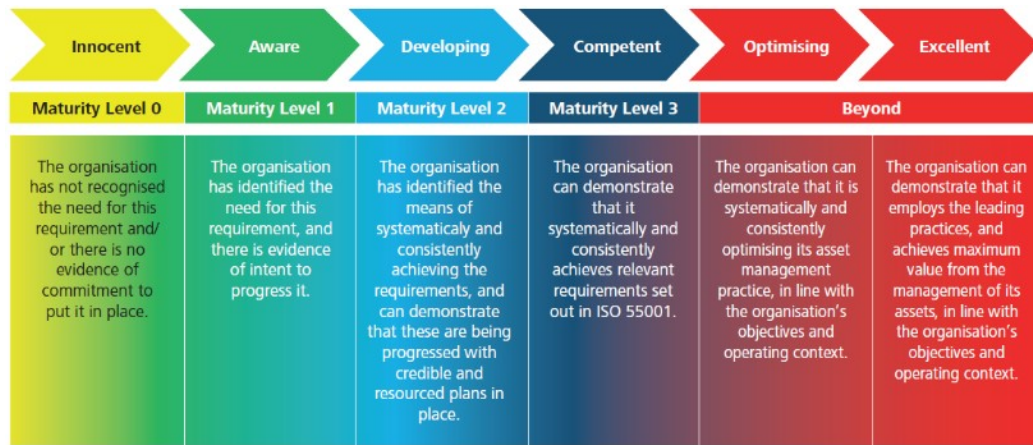 Innocent
Aware
Developing
Competent
Optimising
Excellent
Maturity Level 0
Maturity Level 1
Maturity Level 2
Maturity Level 3
Beyond
The organisation
has not recognised
the need for this
requirement and/
or there is no
evidence of
commitment to
put it in place.
The organisation
has identified the
need for this
requirement, and
there is evidence
of intent to
progress it.
The organisation
has identified the
means of
systematicaly and
consistently
achieving the
requirements, and
can demonstrate
that these are being
progressed with
credible and
resourced plans in
place.
The organisation
can demonstrate
that it
systematically and
consistently
achieves relevant
requirements set
out in ISO 55001.
The organisation can
demonstrate that it is
systematically and
consistently
optimising its asset
management
practice, in line with
the organisation’s
objectives and
operating context.
The organisation can
demonstrate that it
employs the leading
practices, and
achieves maximum
value from the
management of its
assets, in line with
the organisation’s
objectives and
operating context.